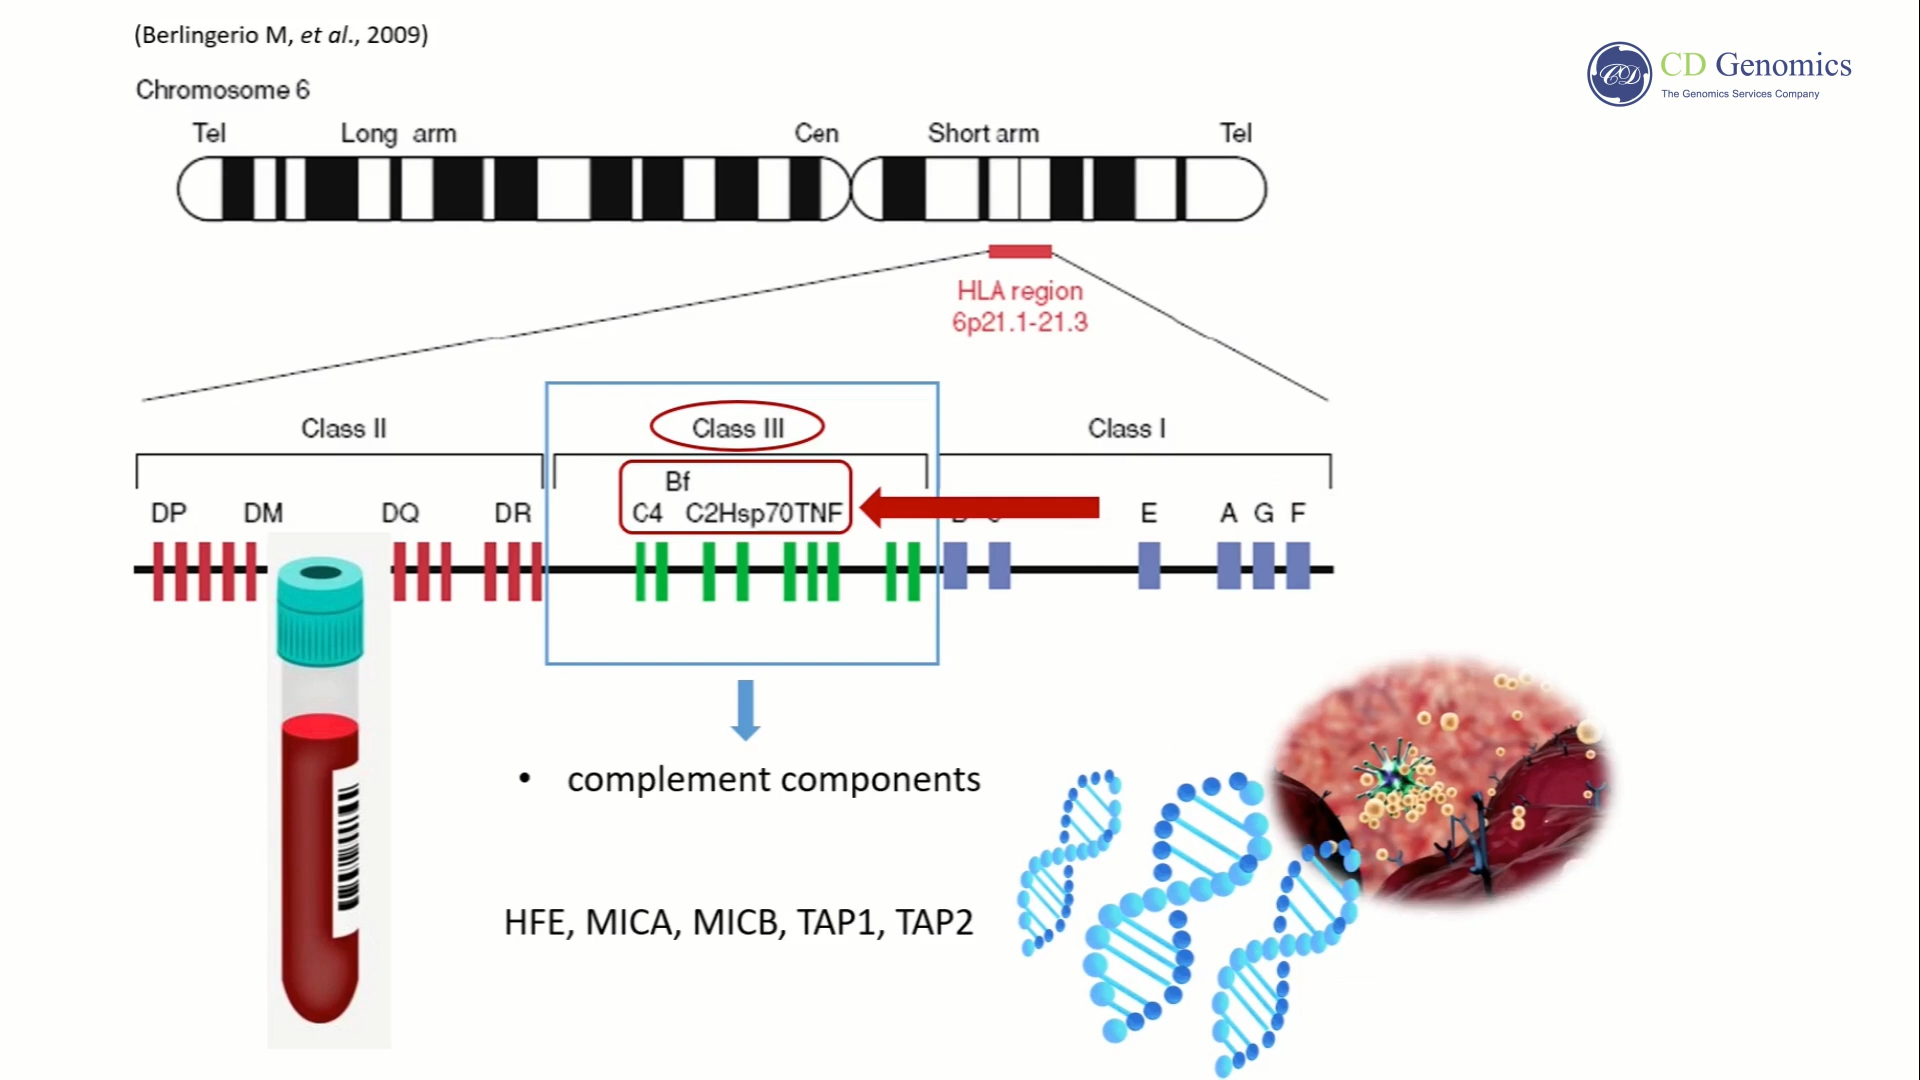 (Berlingerio M, et al., 2009)
CD Genomics
The Genomics Services Company
Chromosome 6
Tel Long arm Cen Short arm Tel
HLA region
6p21.1-21.3
Class II Class III Class I
Bf
DP DM DQ DR C4 C2Hsp70TNF E A G F
• complement components
HFE, MICA, MICB, TAP1, TAP2